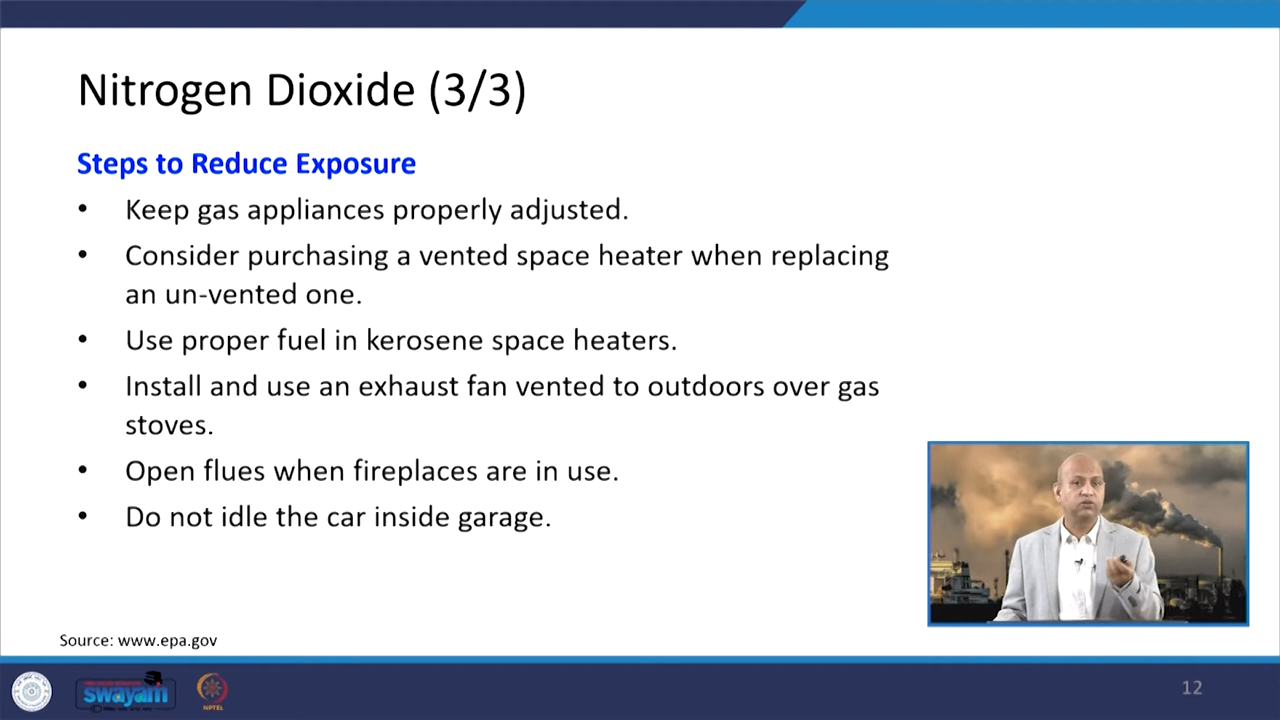 Nitrogen Dioxide (3/3)
Steps to Reduce Exposure
• Keep gas appliances properly adjusted.
• Consider purchasing a vented space heater when replacing
an un-vented one.
• Use proper fuel in kerosene space heaters.
• Install and use an exhaust fan vented to outdoors over gas
stoves.
• Open flues when fireplaces are in use.
• Do not idle the car inside garage.
Source: www.epa.gov
swayam
NPTEL
12